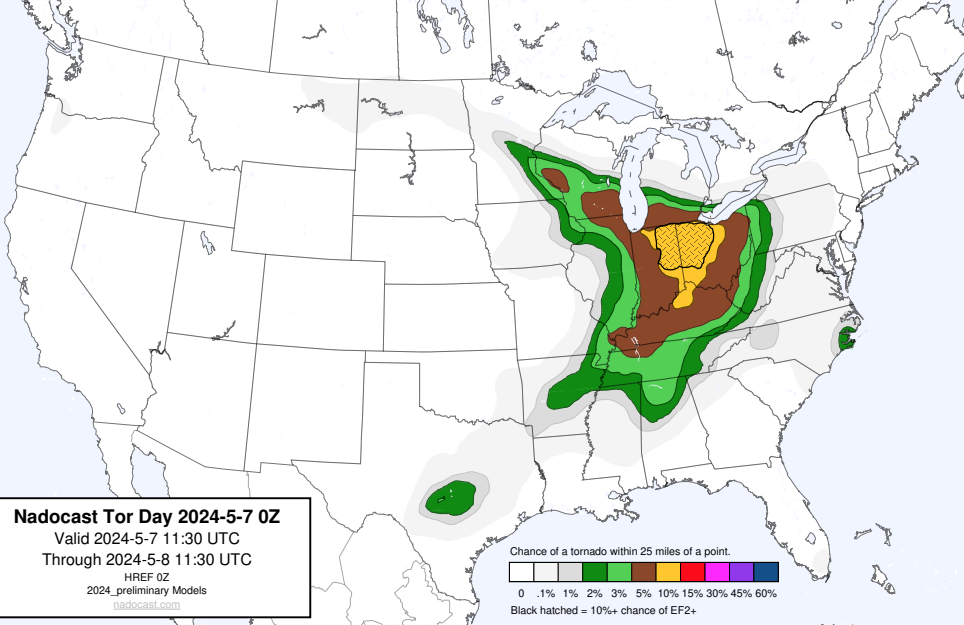 Nadocast Tor Day 2024-5-7 0Z
Valid 2024-5-7 11:30 UTC
Through 2024-5-8 11:30 UTC
HREF 0Z
2024_preliminary Models
nadocast.com
Chance of a tornado within 25 miles of a point.
0 .1% 1% 2% 3% 5% 10% 15% 30% 45% 60%
Black hatched = 10%+ chance of EF2+